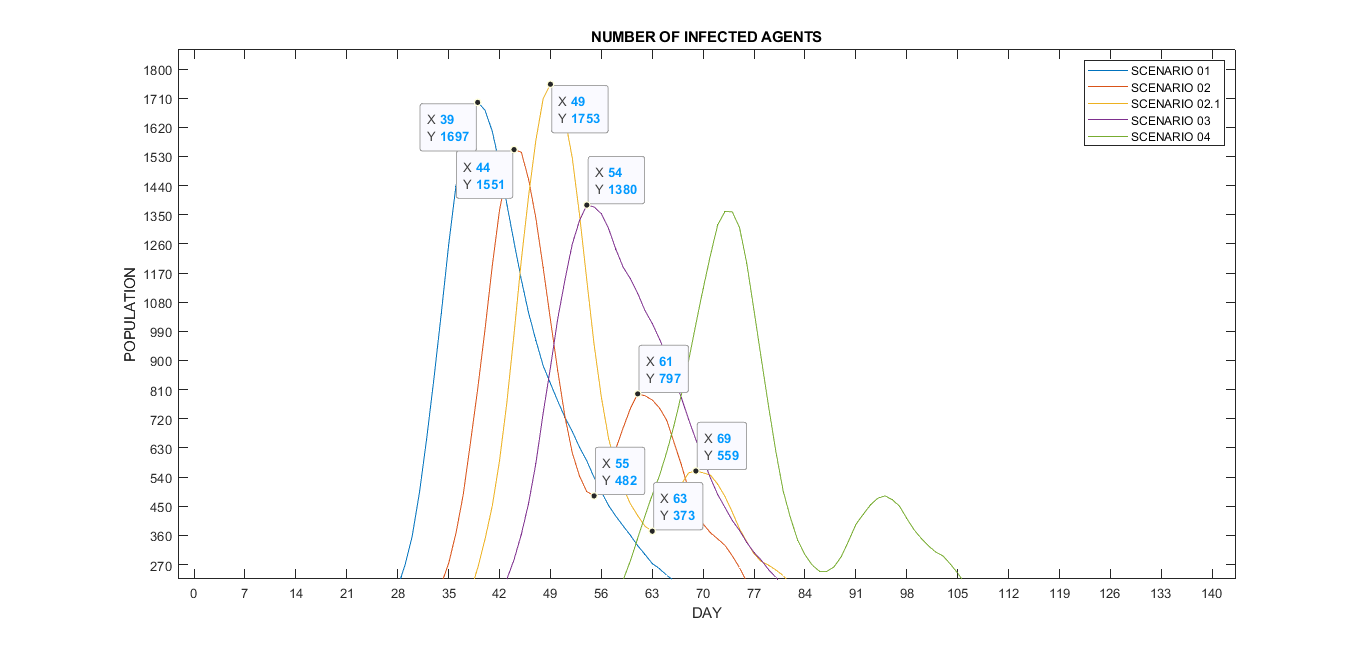 NUMBER OF INFECTED AGENTS
SCENARIO 01
SCENARIO 02
SCENARIO 02.1
SCENARIO 03
SCENARIO 04
POPULATION
1800
1710
1620
1530
1440
1350
1260
1170
1080
990
900
810
720
630
540
450
360
270
X 39
Y 1697
X 44
Y 1551
X 49
Y 1753
X 54
Y 1380
X 61
Y 797
X 69
Y 559
X 55
Y 482
X 63
Y 373
0 7 14 21 28 35 42 49 56 63 70 77 84 91 98 105 112 119 126 133 140
DAY